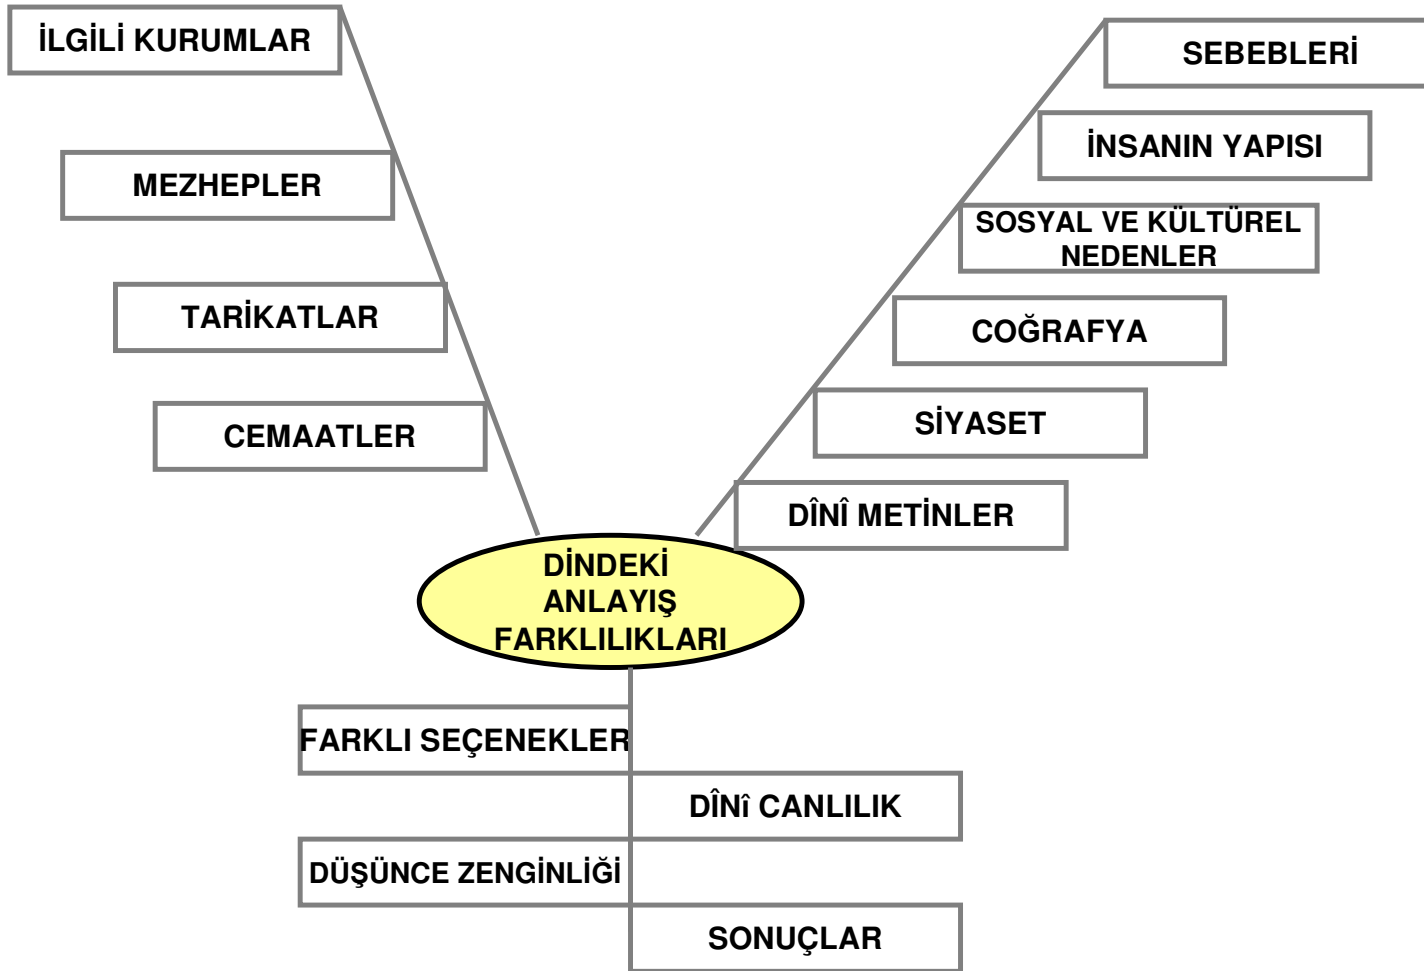 İLGİLİ KURUMLAR
MEZHEPLER
TARİKATLAR
CEMAATLER
SEBEBLERİ
İNSANIN YAPISI
SOSYAL VE KÜLTÜREL
NEDENLER
COĞRAFYA
SİYASET
DÎNÎ METİNLER
DİNDEKİ
ANLAYIŞ
FARKLILIKLARI
FARKLI SEÇENEKLER
DÎNî CANLILIK
DÜŞÜNCE ZENGİNLİĞİ
SONUÇLAR